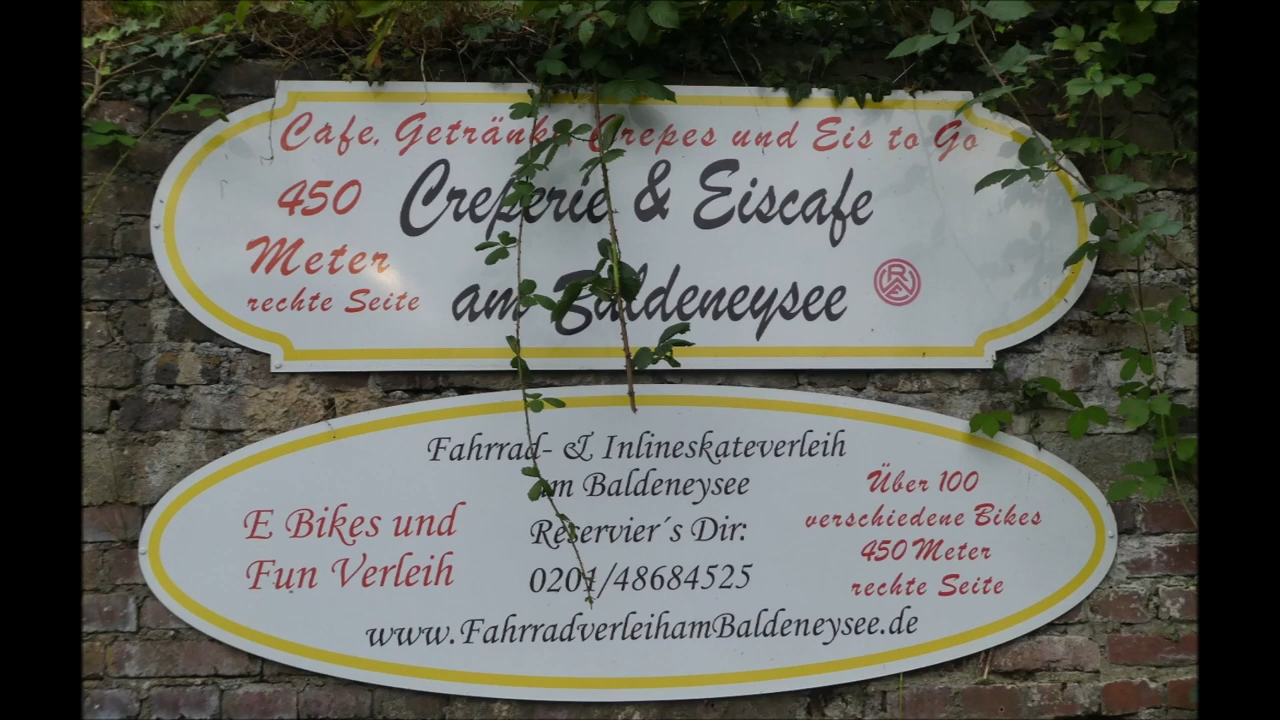 Cafe, Getränke Crepes und Eis to Go
450
Meter
rechte Seite
Creperie & Eiscafe
am Baldeneysee
RWE
Fahrrad- & Inlineskateverleih
am Baldeneysee
Reservier´s Dir:
0201/48684525
E Bikes und
Fun Verleih
Über 100
verschiedene Bikes
450 Meter
rechte Seite
www.FahrradverleihamBaldeneysee.de